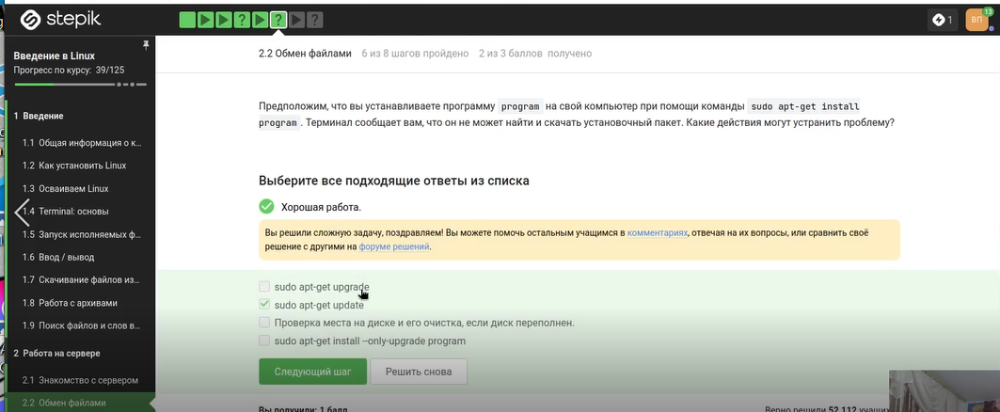 stepik
1
ВП
13
Введение в Linux
Прогресс по курсу: 39/125
2.2 Обмен файлами 6 из 8 шагов пройдено 2 из 3 баллов получено
1 Введение
1.1 Общая информация о к...
1.2 Как установить Linux
1.3 Осваиваем Linux
1.4 Terminal: основы
1.5 Запуск исполняемых ф...
1.6 Ввод / вывод
1.7 Скачивание файлов из...
1.8 Работа с архивами
1.9 Поиск файлов и слов в...
2 Работа на сервере
2.1 Знакомство с сервером
2.2 Обмен файлами
Предположим, что вы устанавливаете программу program на свой компьютер при помощи команды sudo apt-get install
program . Терминал сообщает вам, что он не может найти и скачать установочный пакет. Какие действия могут устранить проблему?
Выберите все подходящие ответы из списка
Хорошая работа.
Вы решили сложную задачу, поздравляем! Вы можете помочь остальным учащимся в комментариях, отвечая на их вопросы, или сравнить своё
решение с другими на форуме решений.
sudo apt-get upgrade
sudo apt-get update
Проверка места на диске и его очистка, если диск переполнен.
sudo apt-get install --only-upgrade program
Следующий шаг
Решить снова
Вы получили: 1 балл
Верно решили 52 112 учащих